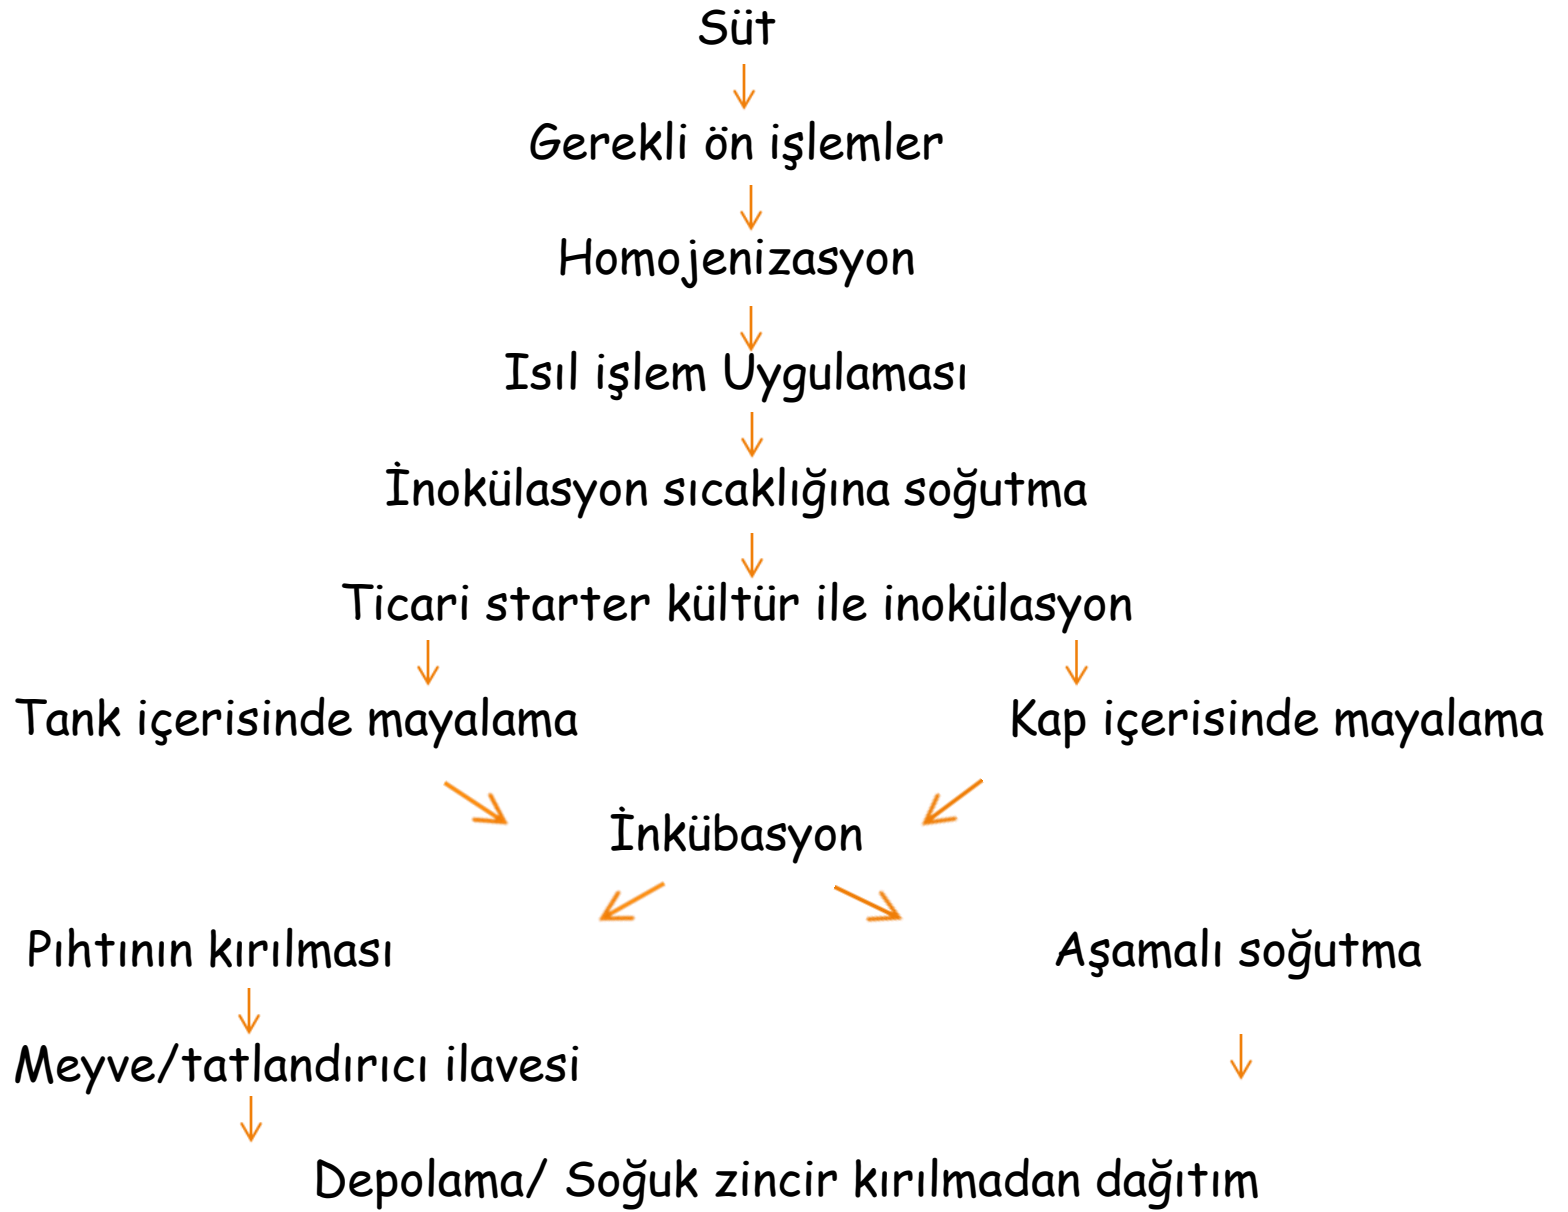 Süt
Gerekli ön işlemler
Homojenizasyon
Isıl işlem Uygulaması
İnokülasyon sıcaklığına soğutma
Ticari starter kültür ile inokülasyon
Tank içerisinde mayalama
Kap içerisinde mayalama
İnkübasyon
Pıhtının kırılması
Aşamalı soğutma
Meyve/tatlandırıcı ilavesi
Depolama/ Soğuk zincir kırılmadan dağıtım